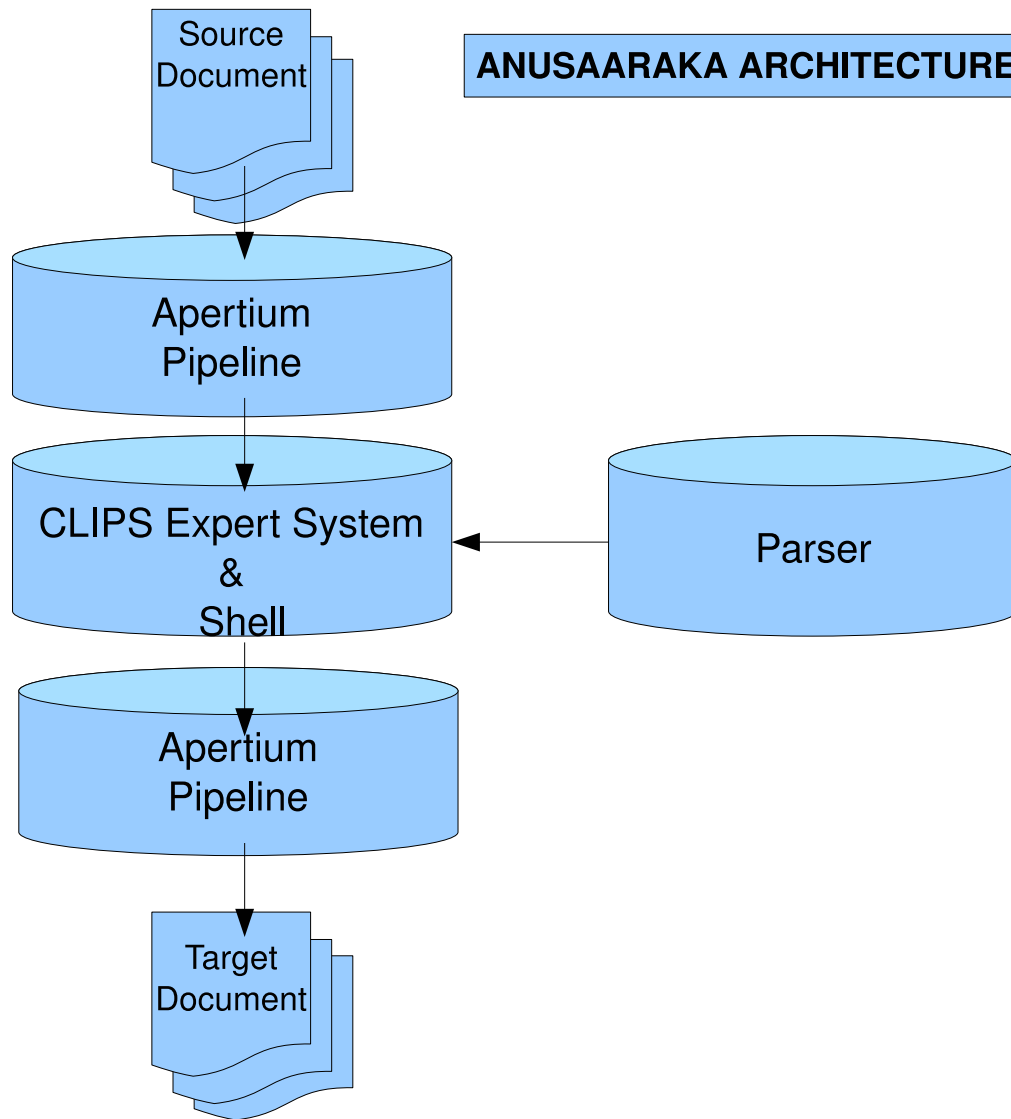 Source
Document
ANUSAARAKA ARCHITECTURE
Apertium
Pipeline
CLIPS Expert System
&
Shell
Parser
Apertium
Pipeline
Target
Document